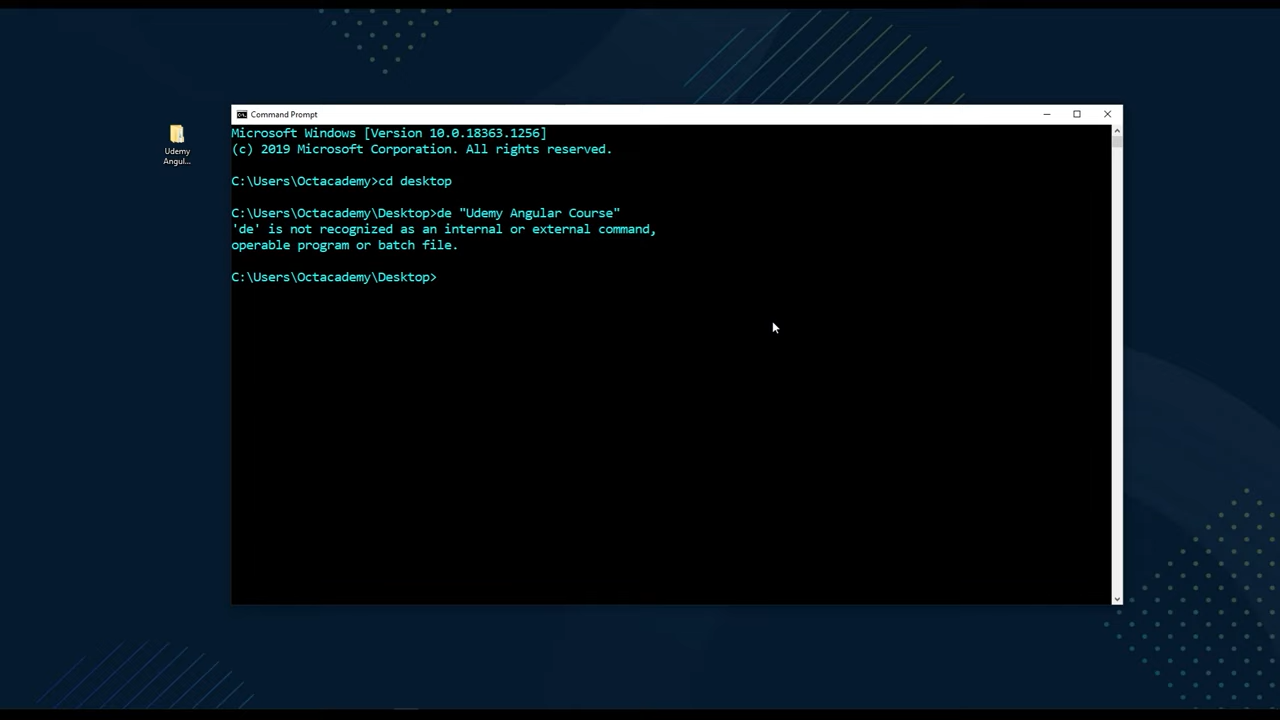 Command Prompt
Microsoft Windows [Version 10.0.18363.1256]
(c) 2019 Microsoft Corporation. All rights reserved.
C:\Users\Octacademy>cd desktop
C:\Users\Octacademy\Desktop>de "Udemy Angular Course"
'de' is not recognized as an internal or external command,
operable program or batch file.
C:\Users\Octacademy\Desktop>
Udemy
Angul...